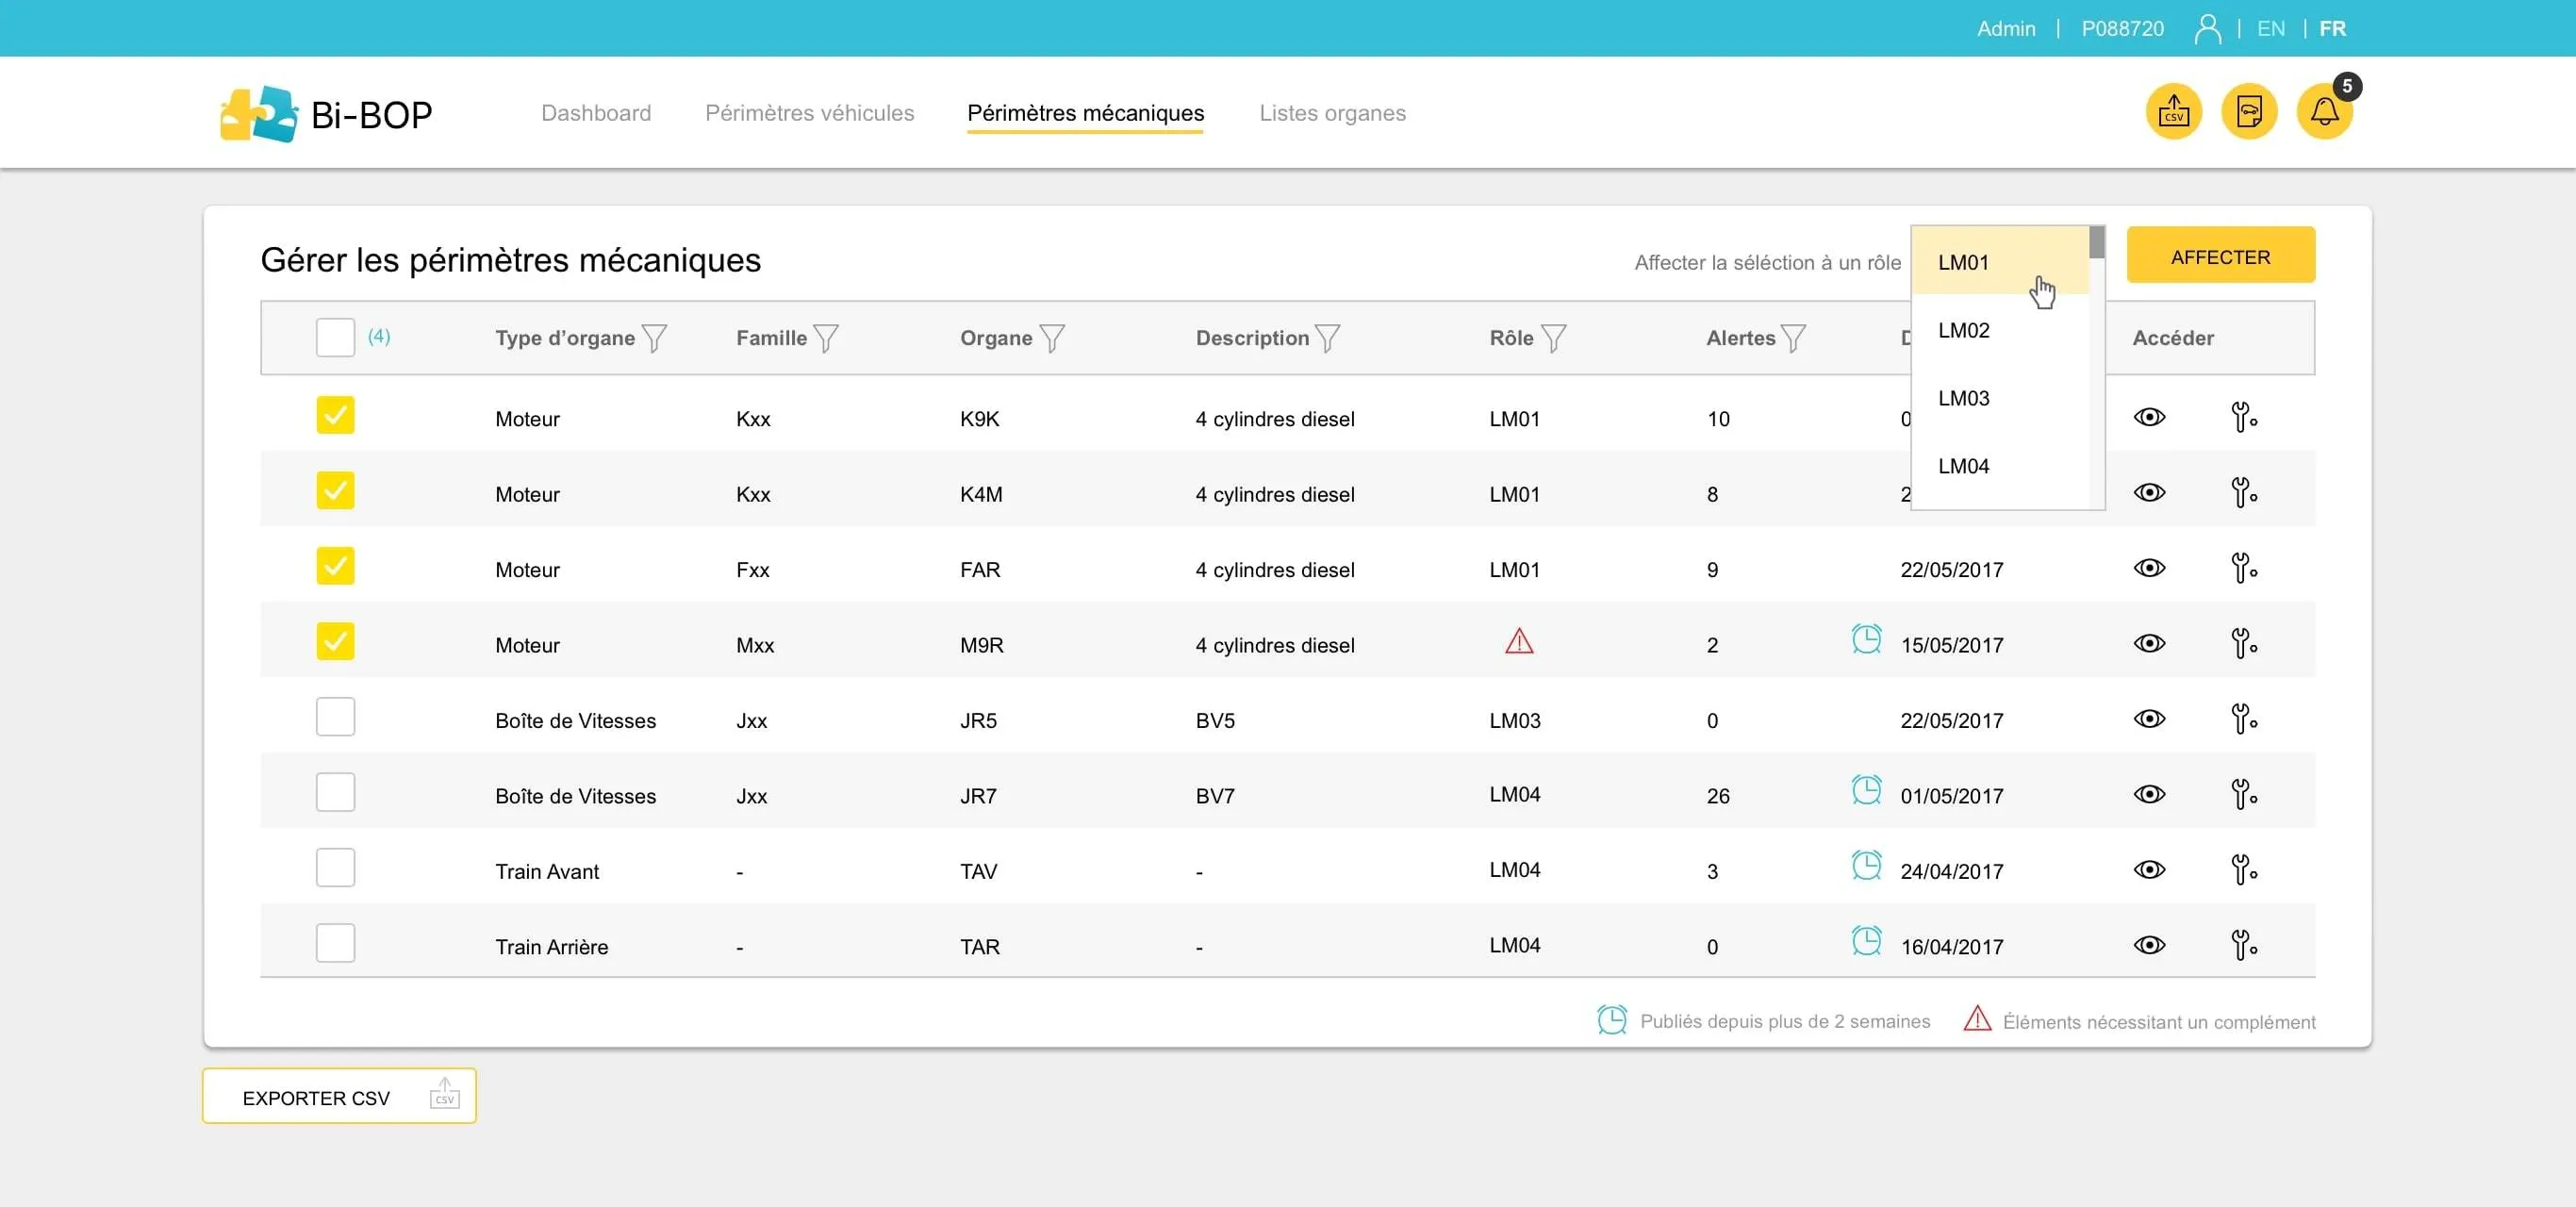 Admin | P088720 | EN | FR
Bi-BOP Dashboard Périmètres véhicules Périmètres mécaniques Listes organes CSV 5
Gérer les périmètres mécaniques Affecter la séléction à un rôle LM01 AFFECTER
LM02
LM03
LM04
(4) Type d’organe Famille Organe Description Rôle Alertes Accéder
Moteur Kxx K9K 4 cylindres diesel LM01 10
Moteur Kxx K4M 4 cylindres diesel LM01 8
Moteur Fxx FAR 4 cylindres diesel LM01 9 22/05/2017
Moteur Mxx M9R 4 cylindres diesel 2 15/05/2017
Boîte de Vitesses Jxx JR5 BV5 LM03 0 22/05/2017
Boîte de Vitesses Jxx JR7 BV7 LM04 26 01/05/2017
Train Avant - TAV - LM04 3 24/04/2017
Train Arrière - TAR - LM04 0 16/04/2017
Publiés depuis plus de 2 semaines Éléments nécessitant un complément
EXPORTER CSV CSV